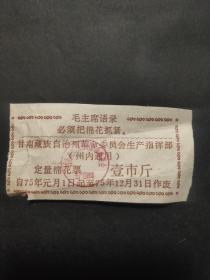 毛主席语录
必须把棉花抓紧。
甘南藏族自治州革命委员会生产指挥部
(州内通用)
定量棉花票 壹市斤
自75年元月1日起至75年12月31日作废